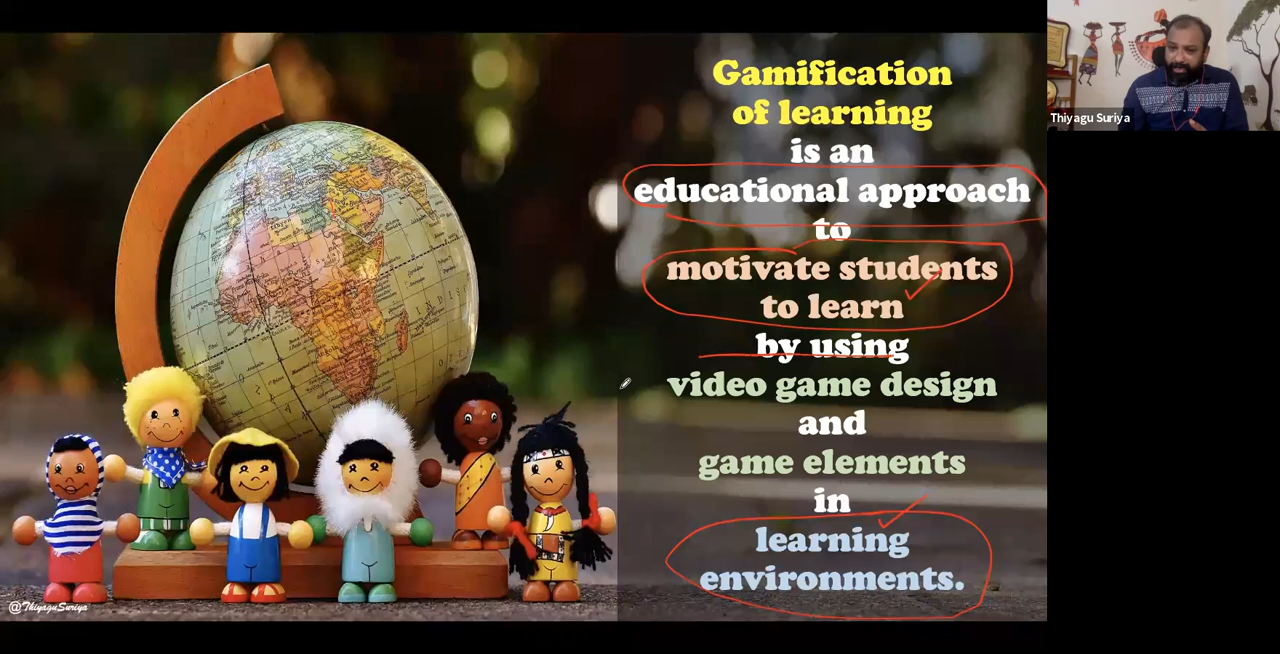 Gamification
of learning
is an
educational approach
to
motivate students
to learn
by using
video game design
and
game elements
in
learning
environments.
@ThiyaguSuriya
Thiyagu Suriya